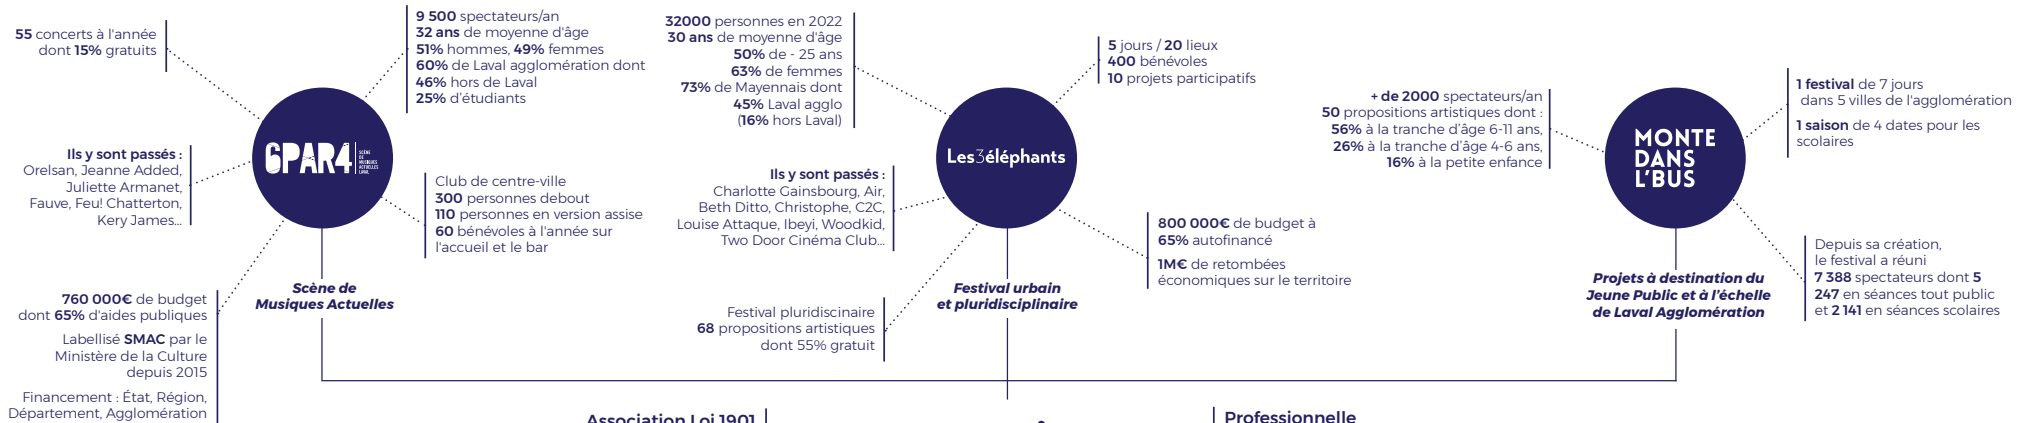 55 concerts à l'année
dont 15% gratuits
9 500 spectateurs/an
32 ans de moyenne d'âge
51% hommes, 49% femmes
60% de Laval agglomération dont
46% hors de Laval
25% d'étudiants
6PAR4
SCÈNE
DE
MUSIQUES
ACTUELLES
LAVAL
Ils y sont passés :
Orelsan, Jeanne Added,
Juliette Armanet,
Fauve, Feu! Chatterton,
Kery James...
Club de centre-ville
300 personnes debout
110 personnes en version assise
60 bénévoles à l'année sur
l'accueil et le bar
760 000€ de budget
dont 65% d'aides publiques
Labellisé SMAC par le
Ministère de la Culture
depuis 2015
Financement : État, Région,
Département, Agglomération
Scène de
Musiques Actuelles
32000 personnes en 2022
30 ans de moyenne d'âge
50% de - 25 ans
63% de femmes
73% de Mayennais dont
45% Laval agglo
(16% hors Laval)
5 jours / 20 lieux
400 bénévoles
10 projets participatifs
Les3éléphants
Ils y sont passés :
Charlotte Gainsbourg, Air,
Beth Ditto, Christophe, C2C,
Louise Attaque, Ibeyi, Woodkid,
Two Door Cinéma Club...
800 000€ de budget à
65% autofinancé
1M€ de retombées
économiques sur le territoire
Festival pluridiscinaire
68 propositions artistiques
dont 55% gratuit
Festival urbain
et pluridisciplinaire
+ de 2000 spectateurs/an
50 propositions artistiques dont :
56% à la tranche d'âge 6-11 ans,
26% à la tranche d'âge 4-6 ans,
16% à la petite enfance
1 festival de 7 jours
dans 5 villes de l'agglomération
1 saison de 4 dates pour les
scolaires
MONTE
DANS
L'BUS
Depuis sa création,
le festival a réuni
7 388 spectateurs dont 5
247 en séances tout public
et 2 141 en séances scolaires
Projets à destination du
Jeune Public et à l'échelle
de Laval Agglomération
Association Loi 1901
Professionnelle